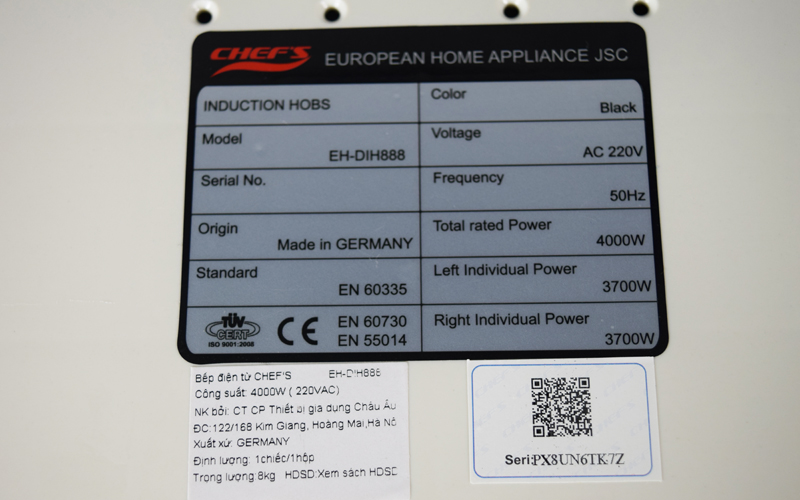 CHEF'S
EUROPEAN HOME APPLIANCE JSC
INDUCTION HOBS
Color
Black
Model
EH-DIH888
Voltage
AC 220V
Serial No.
Frequency
50Hz
Origin
Made in GERMANY
Total rated Power
4000W
Standard
EN 60335
Left Individual Power
3700W
TÜV
CERT
ISO 9001:2008
CE
EN 60730
EN 55014
Right Individual Power
3700W
Bếp điện từ CHEF'S EH-DIH888
Công suất: 4000W ( 220VAC)
NK bởi: CT CP Thiết bị gia dụng Châu Âu
ĐC:122/168 Kim Giang, Hoàng Mai,Hà Nộ
Xuất xứ: GERMANY
Định lượng: 1chiếc/1hộp
Trọng lượng:8kg HDSD:Xem sách HDSD
Seri:PX8UN6TK7Z